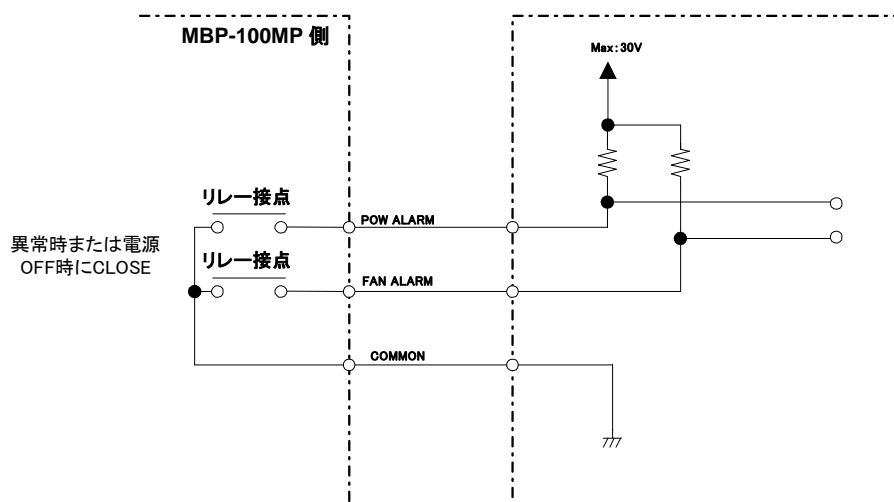 MBP-100MP 側
Max:30V
リレー接点
POW ALARM
異常時または電源
OFF時にCLOSE
リレー接点
FAN ALARM
COMMON